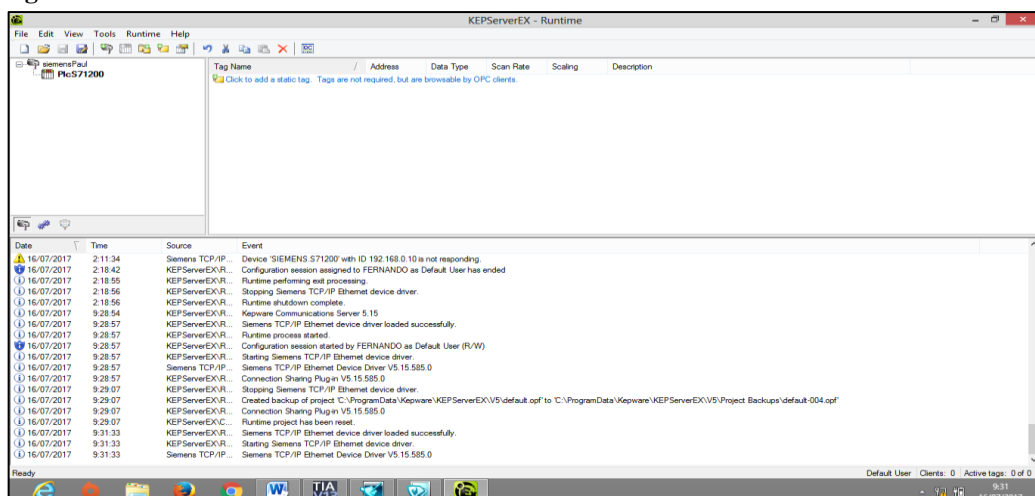 KEPServerEX - Runtime
File Edit View Tools Runtime Help
siemensPaul
PlcS71200
Tag Name / Address Data Type Scan Rate Scaling Description
Click to add a static tag. Tags are not required, but are browsable by OPC clients.
Date Time Source Event
16/07/2017 2:11:34 Siemens TCP/IP... Device 'SIEMENS.S71200' with ID 192.168.0.10 is not responding.
16/07/2017 2:18:42 KEPServerEX\R... Configuration session assigned to FERNANDO as Default User has ended
16/07/2017 2:18:55 KEPServerEX\R... Runtime performing exit processing.
16/07/2017 2:18:56 KEPServerEX\R... Stopping Siemens TCP/IP Ethernet device driver.
16/07/2017 2:18:56 KEPServerEX\R... Runtime shutdown complete.
16/07/2017 9:28:54 KEPServerEX\R... Kepware Communications Server 5.15
16/07/2017 9:28:57 KEPServerEX\R... Siemens TCP/IP Ethernet device driver loaded successfully.
16/07/2017 9:28:57 KEPServerEX\R... Runtime process started.
16/07/2017 9:28:57 KEPServerEX\R... Configuration session started by FERNANDO as Default User (R/W)
16/07/2017 9:28:57 KEPServerEX\R... Starting Siemens TCP/IP Ethernet device driver.
16/07/2017 9:28:57 Siemens TCP/IP... Siemens TCP/IP Ethernet Device Driver V5.15.585.0
16/07/2017 9:28:57 KEPServerEX\R... Connection Sharing Plug-in V5.15.585.0
16/07/2017 9:29:07 KEPServerEX\R... Stopping Siemens TCP/IP Ethernet device driver.
16/07/2017 9:29:07 KEPServerEX\R... Created backup of project 'C:\ProgramData\Kepware\KEPServerEX\V5\default.opf' to 'C:\ProgramData\Kepware\KEPServerEX\V5\Project Backups\default-004.opf'
16/07/2017 9:29:07 KEPServerEX\R... Connection Sharing Plug-in V5.15.585.0
16/07/2017 9:29:07 KEPServerEX\C... Runtime project has been reset.
16/07/2017 9:31:33 KEPServerEX\R... Siemens TCP/IP Ethernet device driver loaded successfully.
16/07/2017 9:31:33 KEPServerEX\R... Starting Siemens TCP/IP Ethernet device driver.
16/07/2017 9:31:33 Siemens TCP/IP... Siemens TCP/IP Ethernet Device Driver V5.15.585.0
Ready Default User Clients: 0 Active tags: 0 of 0
TIA
9:31